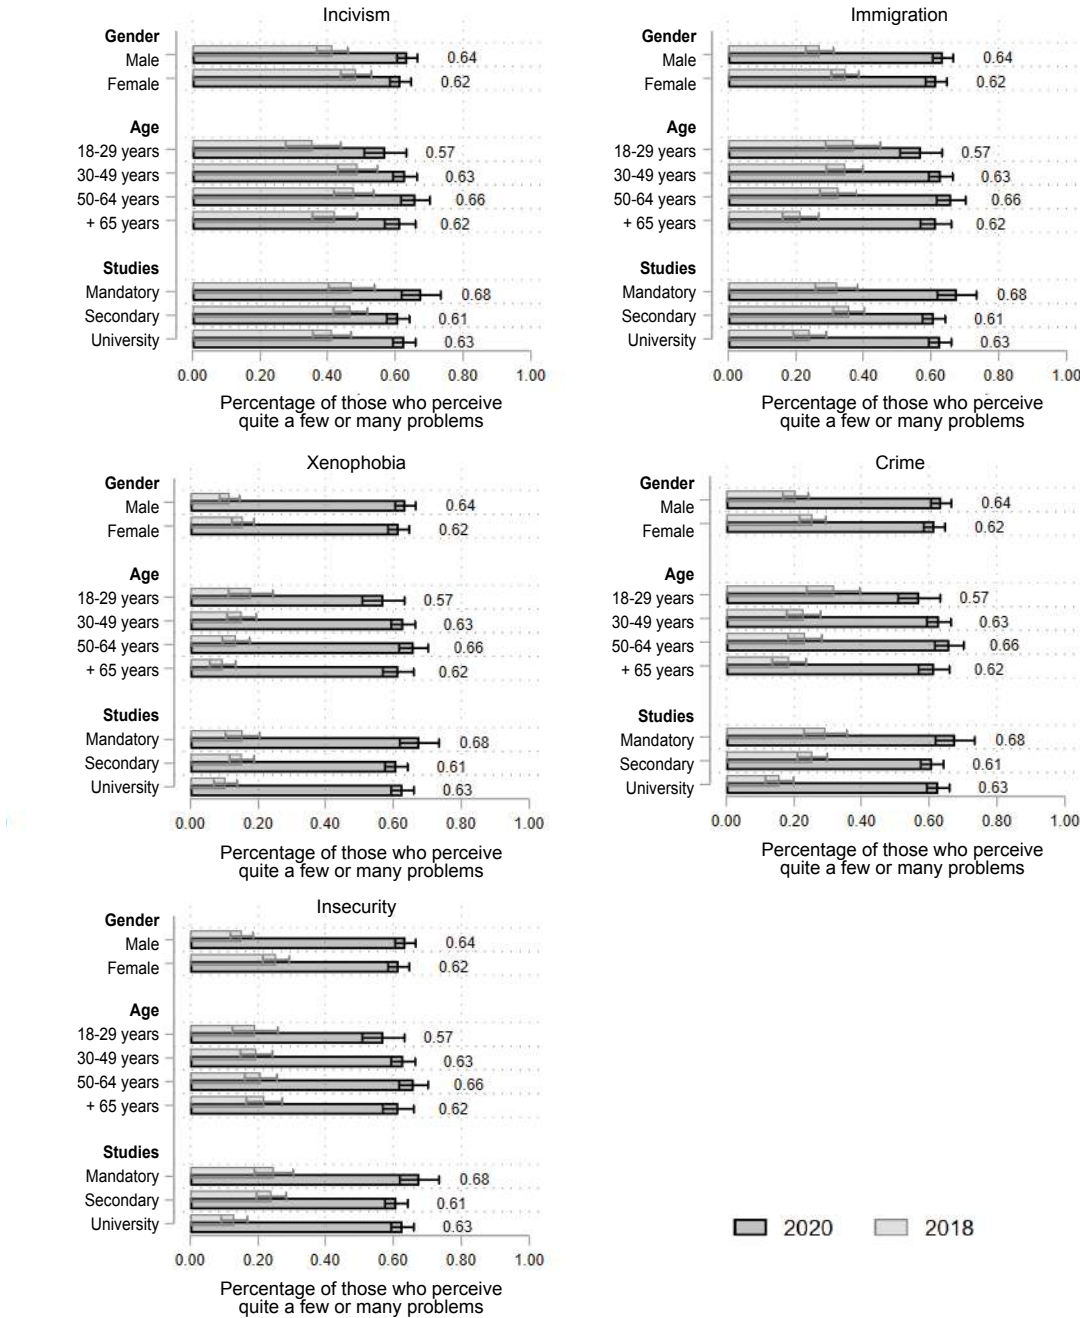 Incivism
Gender
Male 0.64
Female 0.62
Age
18-29 years 0.57
30-49 years 0.63
50-64 years 0.66
+ 65 years 0.62
Studies
Mandatory 0.68
Secondary 0.61
University 0.63
0.00 0.20 0.40 0.60 0.80 1.00
Percentage of those who perceive
quite a few or many problems
Immigration
Gender
Male 0.64
Female 0.62
Age
18-29 years 0.57
30-49 years 0.63
50-64 years 0.66
+ 65 years 0.62
Studies
Mandatory 0.68
Secondary 0.61
University 0.63
0.00 0.20 0.40 0.60 0.80 1.00
Percentage of those who perceive
quite a few or many problems
Xenophobia
Gender
Male 0.64
Female 0.62
Age
18-29 years 0.57
30-49 years 0.63
50-64 years 0.66
+ 65 years 0.62
Studies
Mandatory 0.68
Secondary 0.61
University 0.63
0.00 0.20 0.40 0.60 0.80 1.00
Percentage of those who perceive
quite a few or many problems
Crime
Gender
Male 0.64
Female 0.62
Age
18-29 years 0.57
30-49 years 0.63
50-64 years 0.66
+ 65 years 0.62
Studies
Mandatory 0.68
Secondary 0.61
University 0.63
0.00 0.20 0.40 0.60 0.80 1.00
Percentage of those who perceive
quite a few or many problems
Insecurity
Gender
Male 0.64
Female 0.62
Age
18-29 years 0.57
30-49 years 0.63
50-64 years 0.66
+ 65 years 0.62
Studies
Mandatory 0.68
Secondary 0.61
University 0.63
0.00 0.20 0.40 0.60 0.80 1.00
Percentage of those who perceive
quite a few or many problems
2020 2018